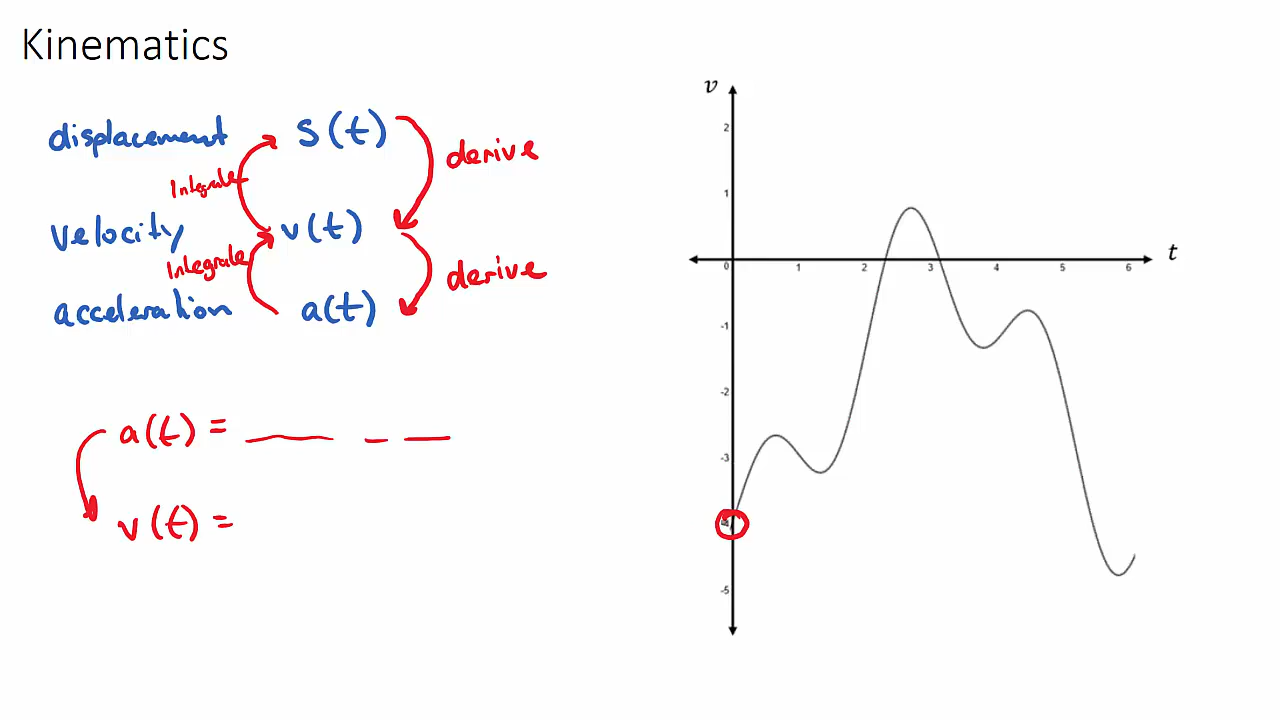 Kinematics
displacement s(t) derive
Integrate
velocity v(t)
Integrate derive
acceleration a(t)
a(t) =
v(t) =
v
2
1
0 1 2 3 4 5 6 t
-1
-2
-3
-5